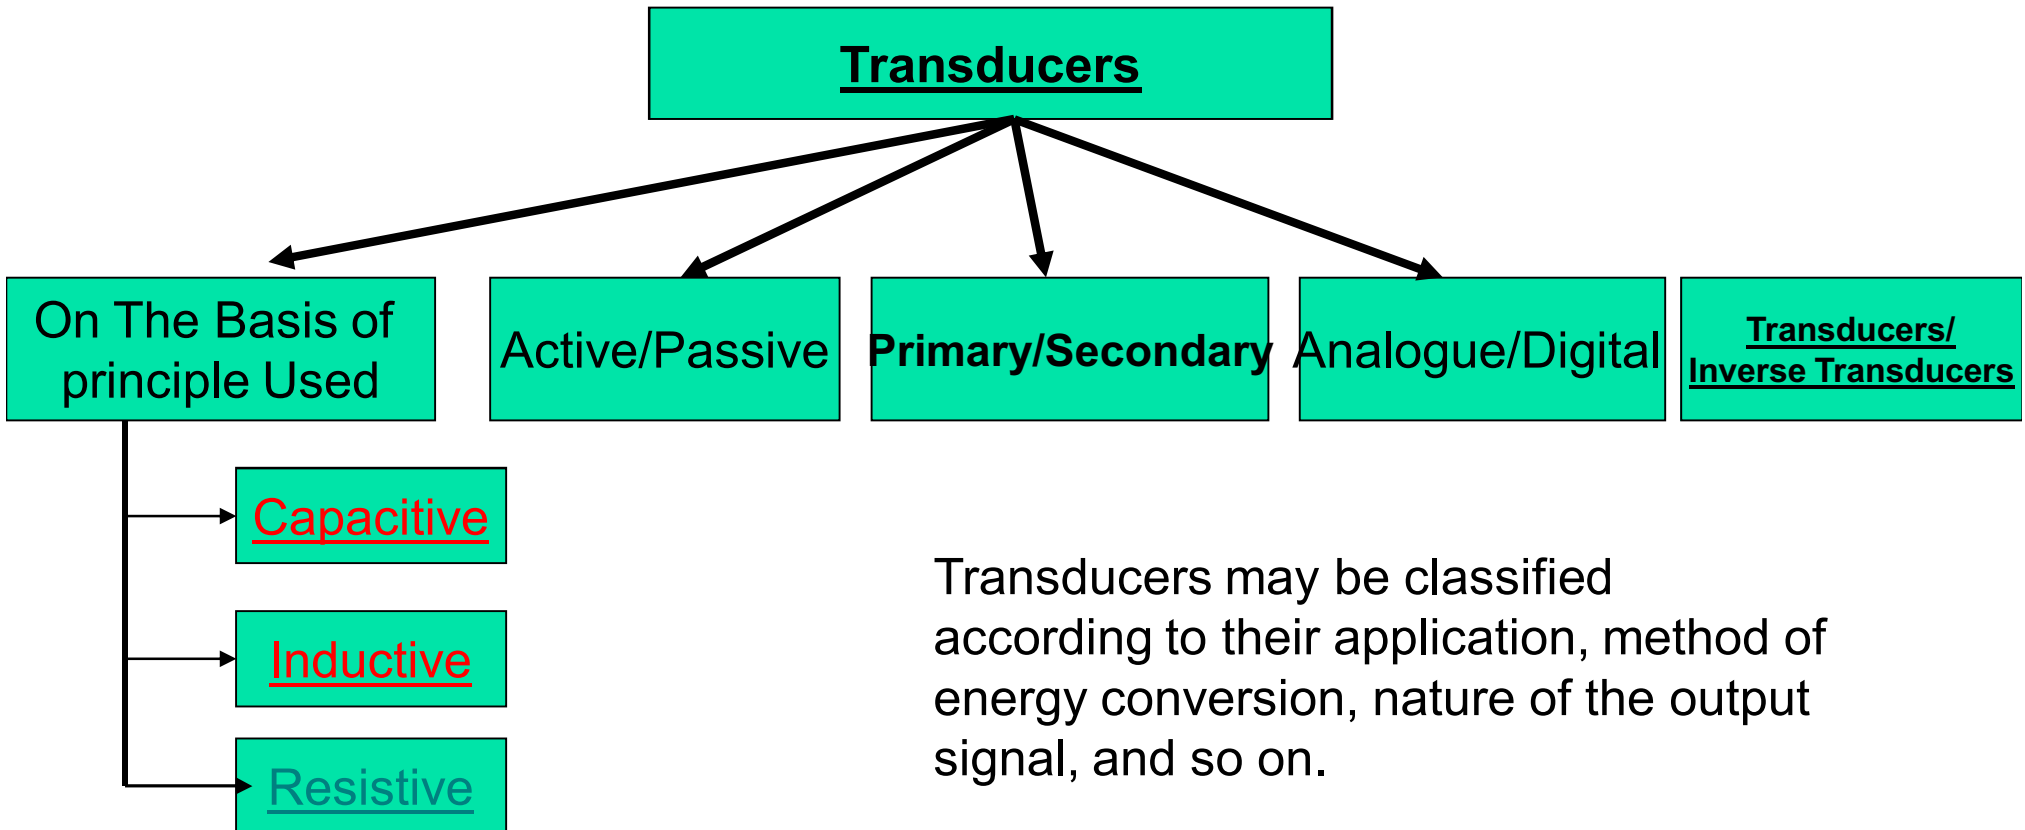 Transducers
On The Basis of
principle Used
Active/Passive
Primary/Secondary
Analogue/Digital
Transducers/
Inverse Transducers
Capacitive
Inductive
Resistive
Transducers may be classified
according to their application, method of
energy conversion, nature of the output
signal, and so on.